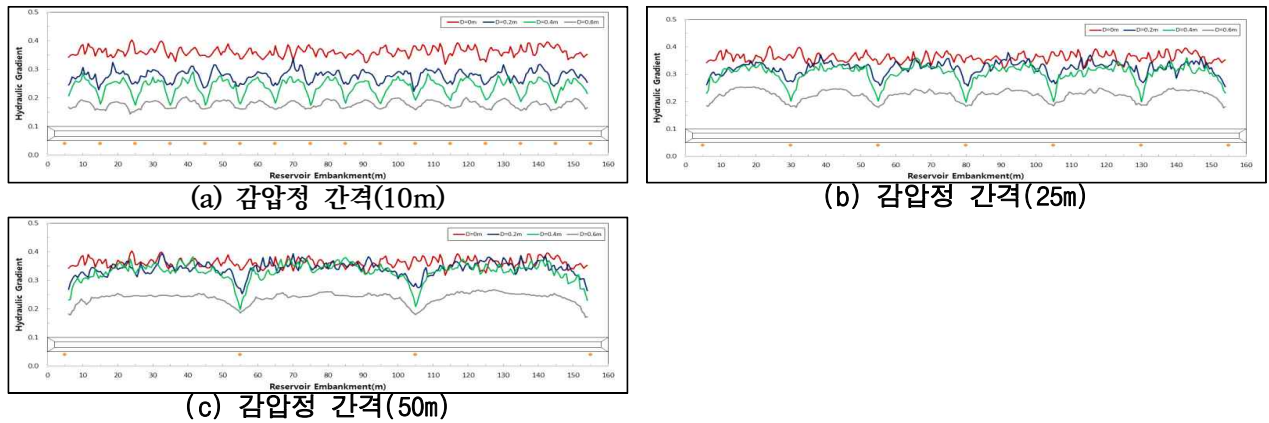 D=0m D=0.2m D=0.4m D=0.6m
0.5
0.4
0.3
0.2
0.1
0.0
Hydraulic Gradient
0 10 20 30 40 50 60 70 80 90 100 110 120 130 140 150 160
Reservoir Embankment(m)
(a) 감압정 간격(10m)
D=0m D=0.2m D=0.4m D=0.6m
0.5
0.4
0.3
0.2
0.1
0.0
Hydraulic Gradient
0 10 20 30 40 50 60 70 80 90 100 110 120 130 140 150 160
Reservoir Embankment(m)
(b) 감압정 간격(25m)
D=0m D=0.2m D=0.4m D=0.6m
0.5
0.4
0.3
0.2
0.1
0.0
Hydraulic Gradient
0 10 20 30 40 50 60 70 80 90 100 110 120 130 140 150 160
Reservoir Embankment(m)
(c) 감압정 간격(50m)